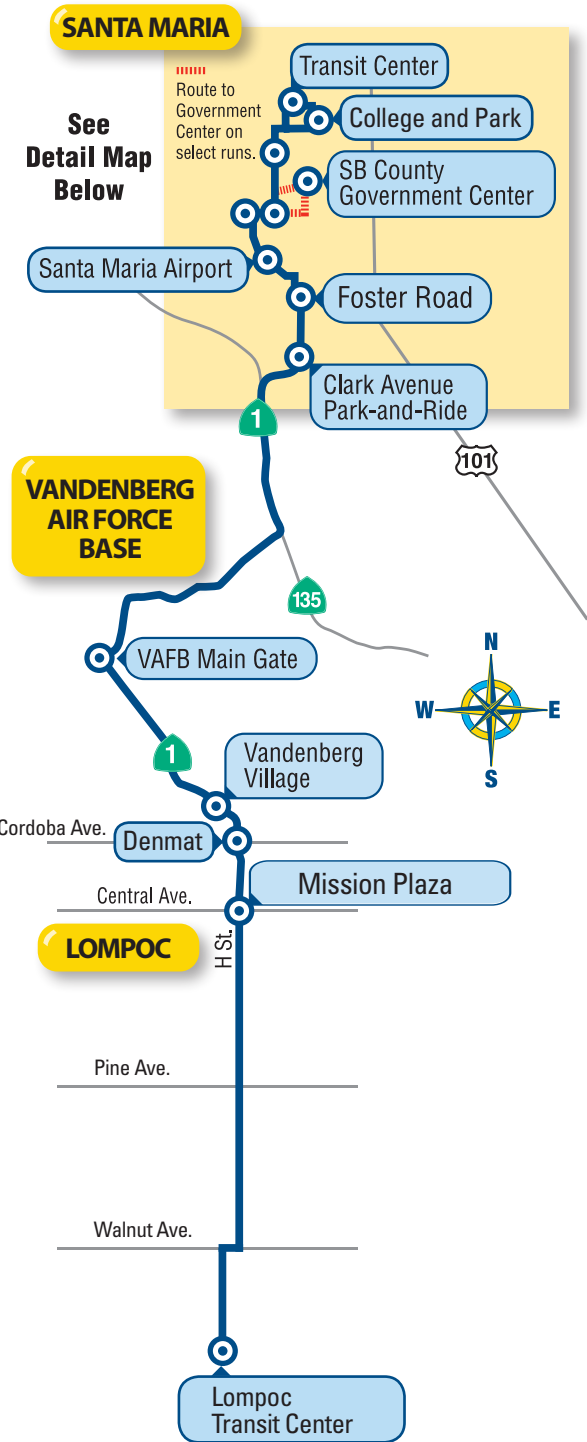 SANTA MARIA
Route to
Government
Center on
select runs.
See
Detail Map
Below
Transit Center
College and Park
SB County
Government Center
Santa Maria Airport
Foster Road
Clark Avenue
Park-and-Ride
1
101
VANDENBERG
AIR FORCE
BASE
135
VAFB Main Gate
N
W
E
S
1
Vandenberg
Village
Cordoba Ave.
Denmat
Mission Plaza
Central Ave.
LOMPOC
H St.
Pine Ave.
Walnut Ave.
Lompoc
Transit Center